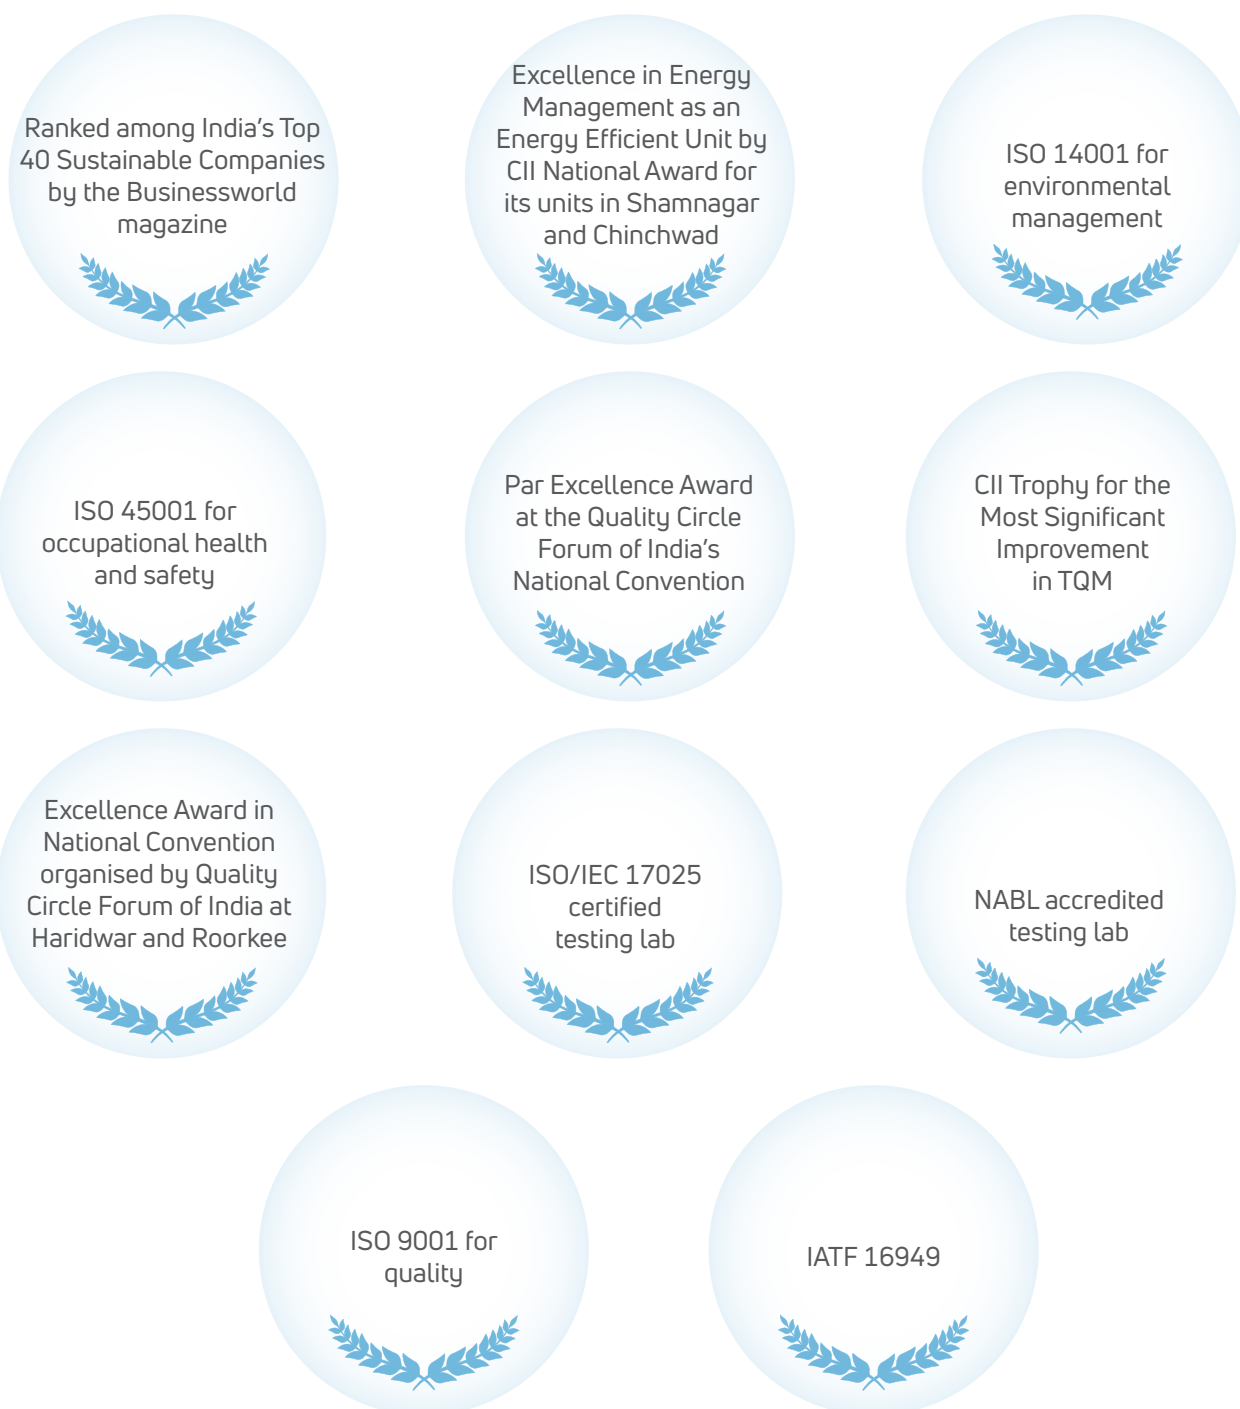 Ranked among India's Top
40 Sustainable Companies
by the Businessworld
magazine
Excellence in Energy
Management as an
Energy Efficient Unit by
CII National Award for
its units in Shamnagar
and Chinchwad
ISO 14001 for
environmental
management
ISO 45001 for
occupational health
and safety
Par Excellence Award
at the Quality Circle
Forum of India's
National Convention
CII Trophy for the
Most Significant
Improvement
in TQM
Excellence Award in
National Convention
organised by Quality
Circle Forum of India at
Haridwar and Roorkee
ISO/IEC 17025
certified
testing lab
NABL accredited
testing lab
ISO 9001 for
quality
IATF 16949